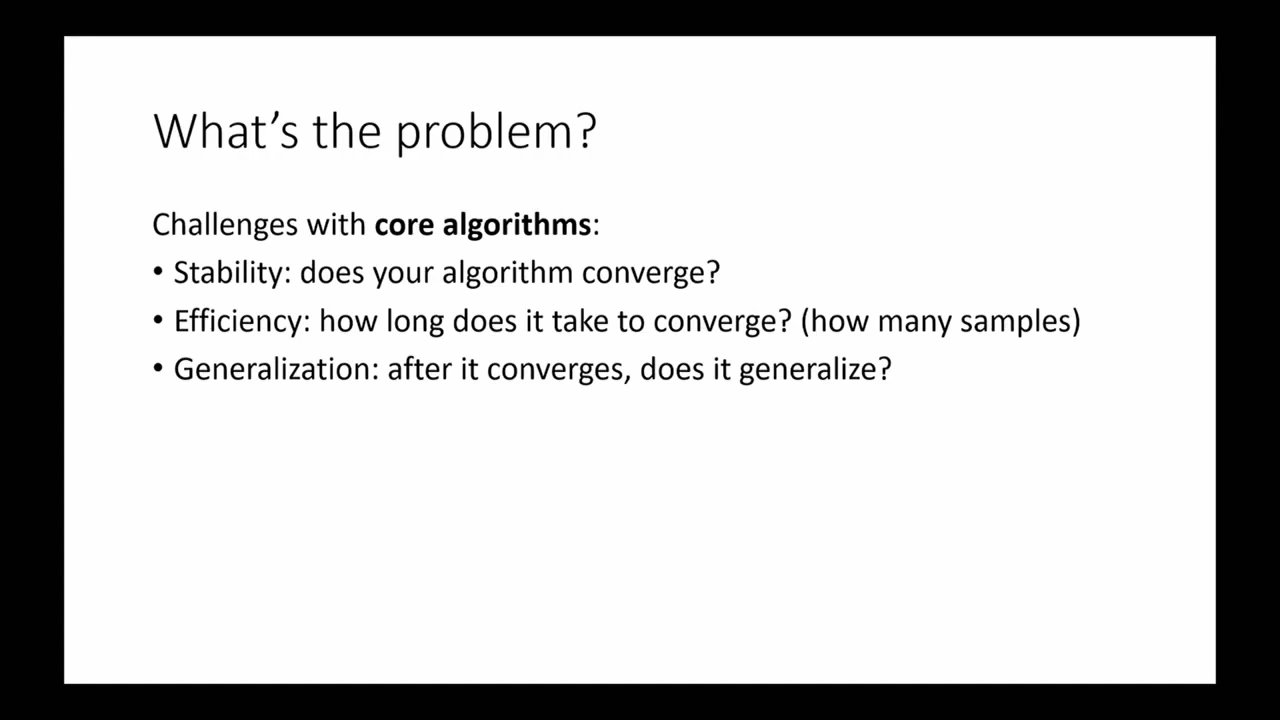 What's the problem?
Challenges with core algorithms:
• Stability: does your algorithm converge?
• Efficiency: how long does it take to converge? (how many samples)
• Generalization: after it converges, does it generalize?